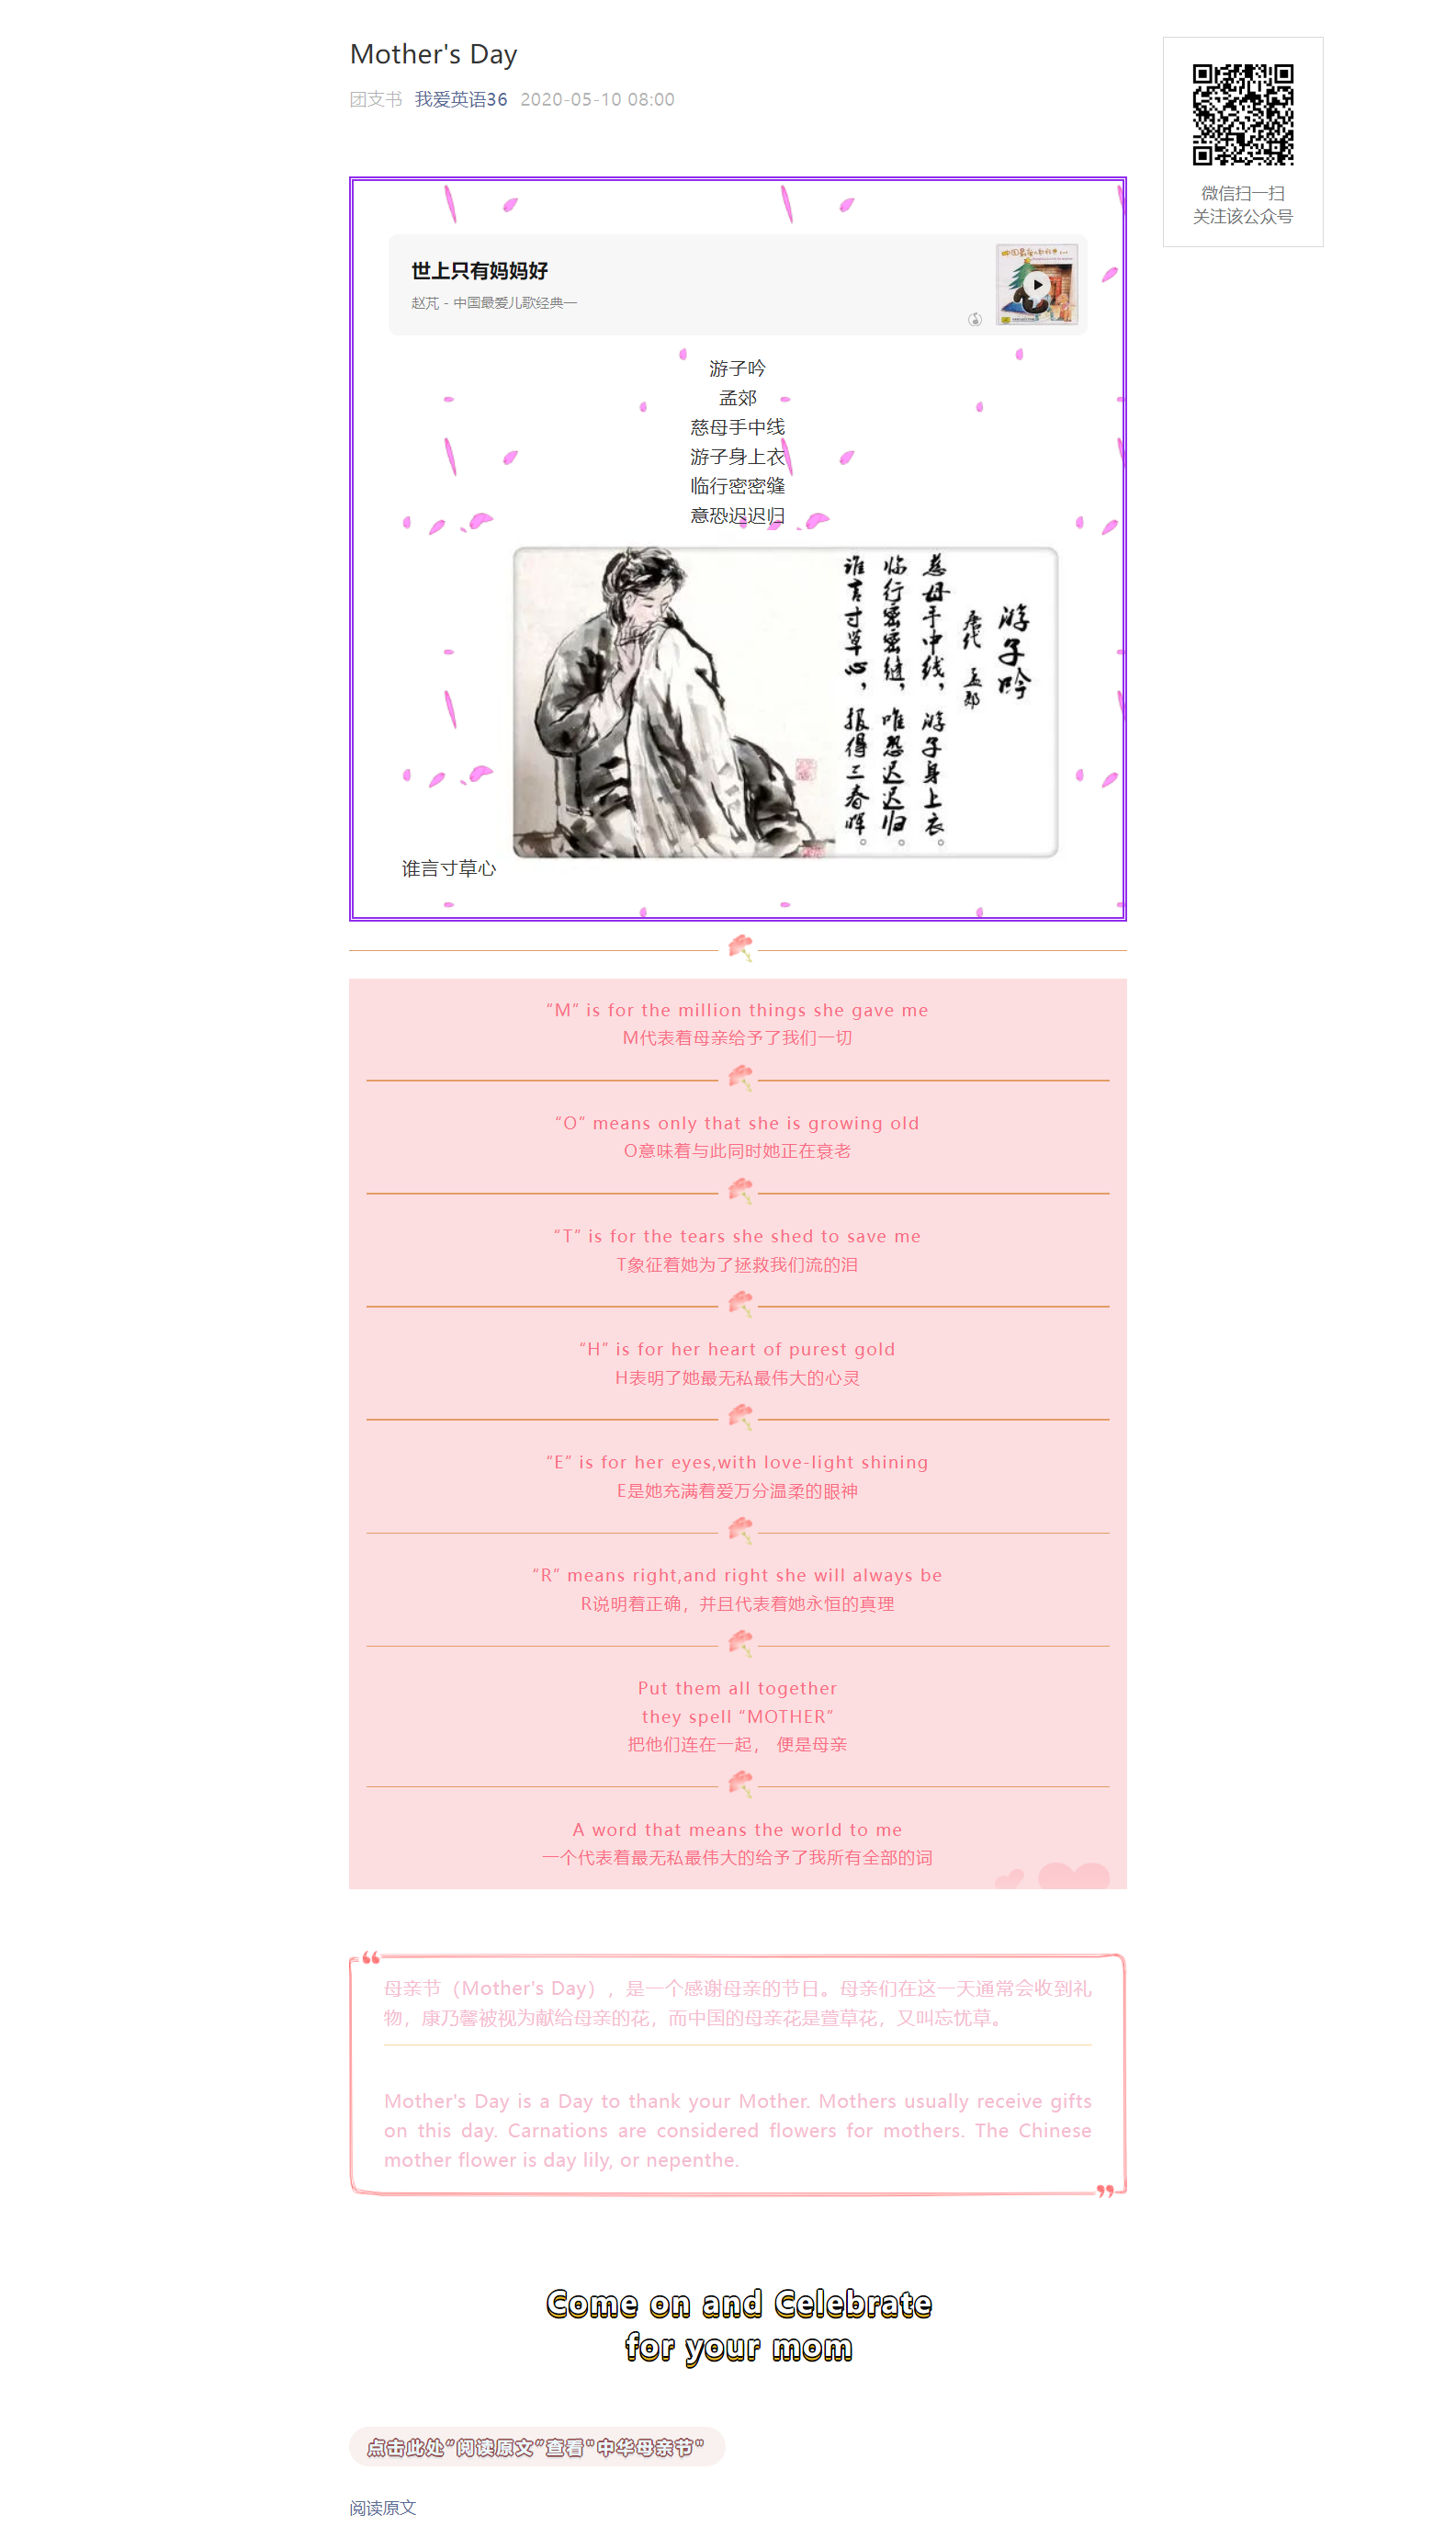 Mother's Day
团支书 我爱英语36 2020-05-10 08:00
微信扫一扫
关注该公众号
世上只有妈妈好
赵芃 - 中国最爱儿歌经典一
游子吟
孟郊
慈母手中线
游子身上衣
临行密密缝
意恐迟迟归
游子吟
唐代 孟郊
慈母手中线，游子身上衣。
临行密密缝，唯恐迟迟归。
谁言寸草心，报得三春晖。
谁言寸草心
“M” is for the million things she gave me
M代表着母亲给予了我们一切
“O” means only that she is growing old
O意味着与此同时她正在衰老
“T” is for the tears she shed to save me
T象征着她为了拯救我们流的泪
“H” is for her heart of purest gold
H表明了她最无私最伟大的心灵
“E” is for her eyes,with love-light shining
E是她充满着爱万分温柔的眼神
“R” means right,and right she will always be
R说明着正确，并且代表着她永恒的真理
Put them all together
they spell “MOTHER”
把他们连在一起， 便是母亲
A word that means the world to me
一个代表着最无私最伟大的给予了我所有全部的词
母亲节（Mother's Day），是一个感谢母亲的节日。母亲们在这一天通常会收到礼
物，康乃馨被视为献给母亲的花，而中国的母亲花是萱草花，又叫忘忧草。
Mother's Day is a Day to thank your Mother. Mothers usually receive gifts
on this day. Carnations are considered flowers for mothers. The Chinese
mother flower is day lily, or nepenthe.
Come on and Celebrate
for your mom
点击此处“阅读原文”查看"中华母亲节"
阅读原文